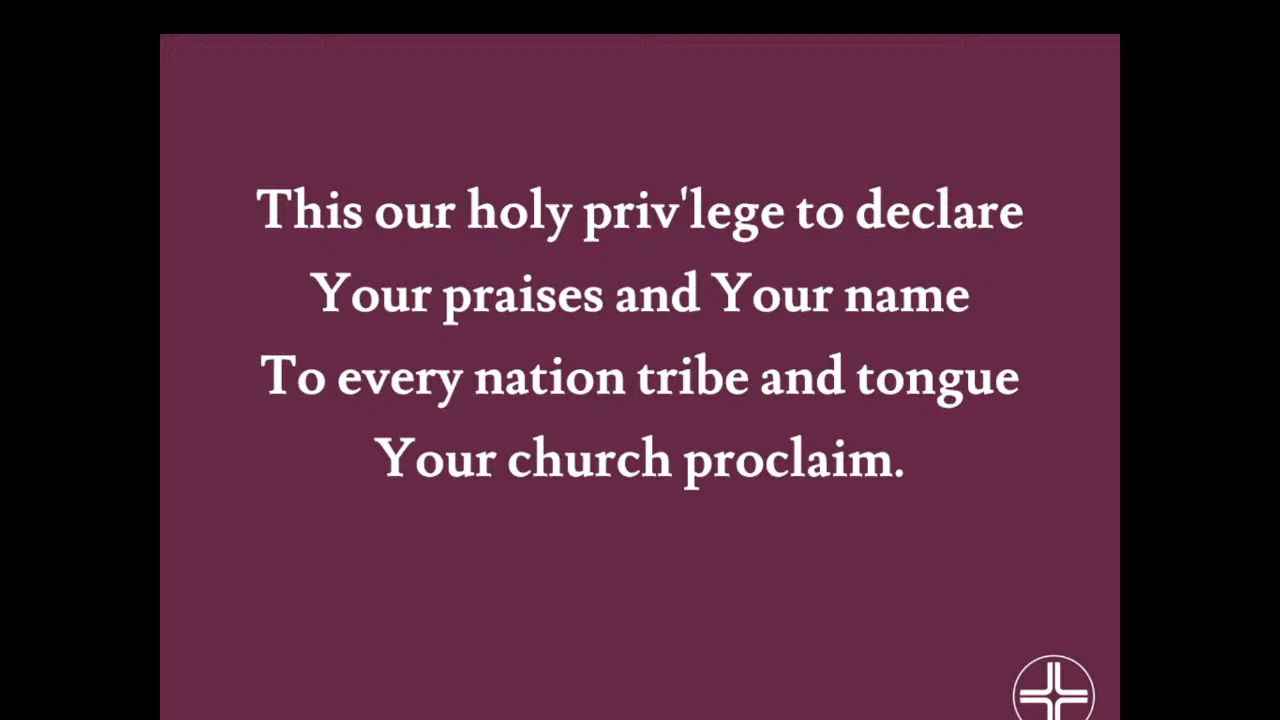 This our holy priv'lege to declare
Your praises and Your name
To every nation tribe and tongue
Your church proclaim.